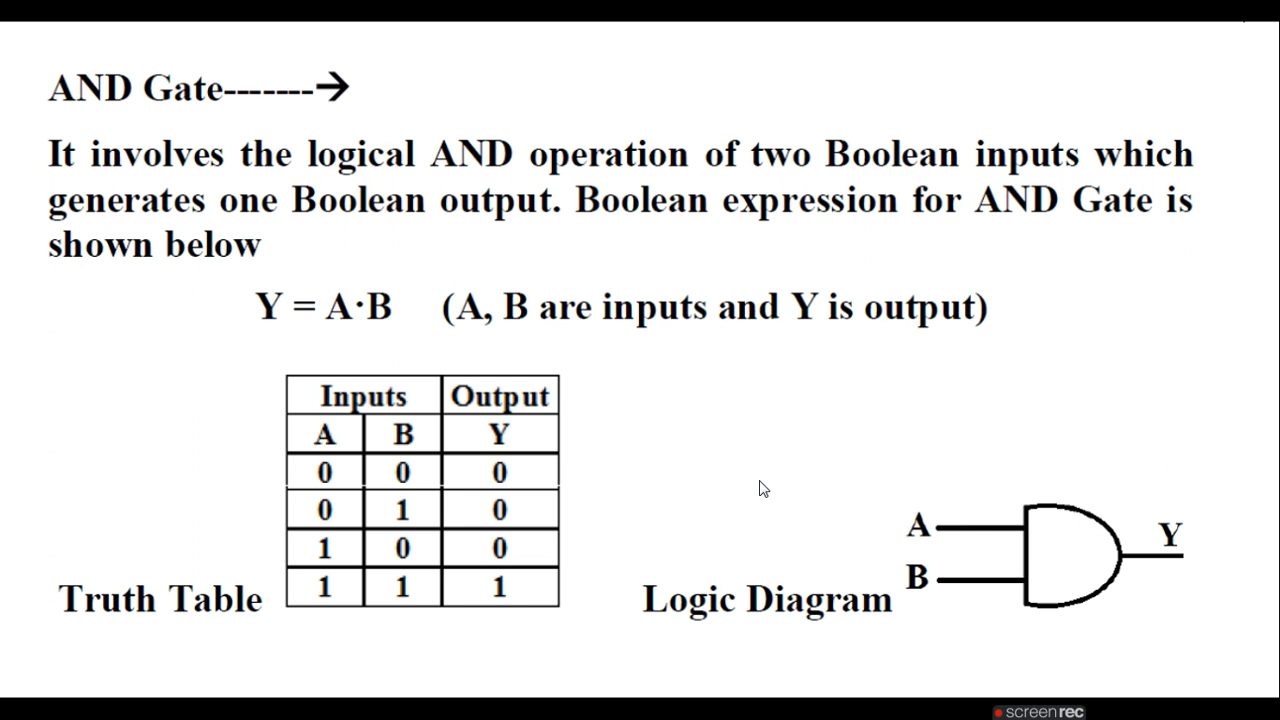 AND Gate-------→
It involves the logical AND operation of two Boolean inputs which
generates one Boolean output. Boolean expression for AND Gate is
shown below
Y = A·B (A, B are inputs and Y is output)
Inputs Output
A B Y
0 0 0
0 1 0
1 0 0
1 1 1
Truth Table
Logic Diagram
A
B
Y
screenrec